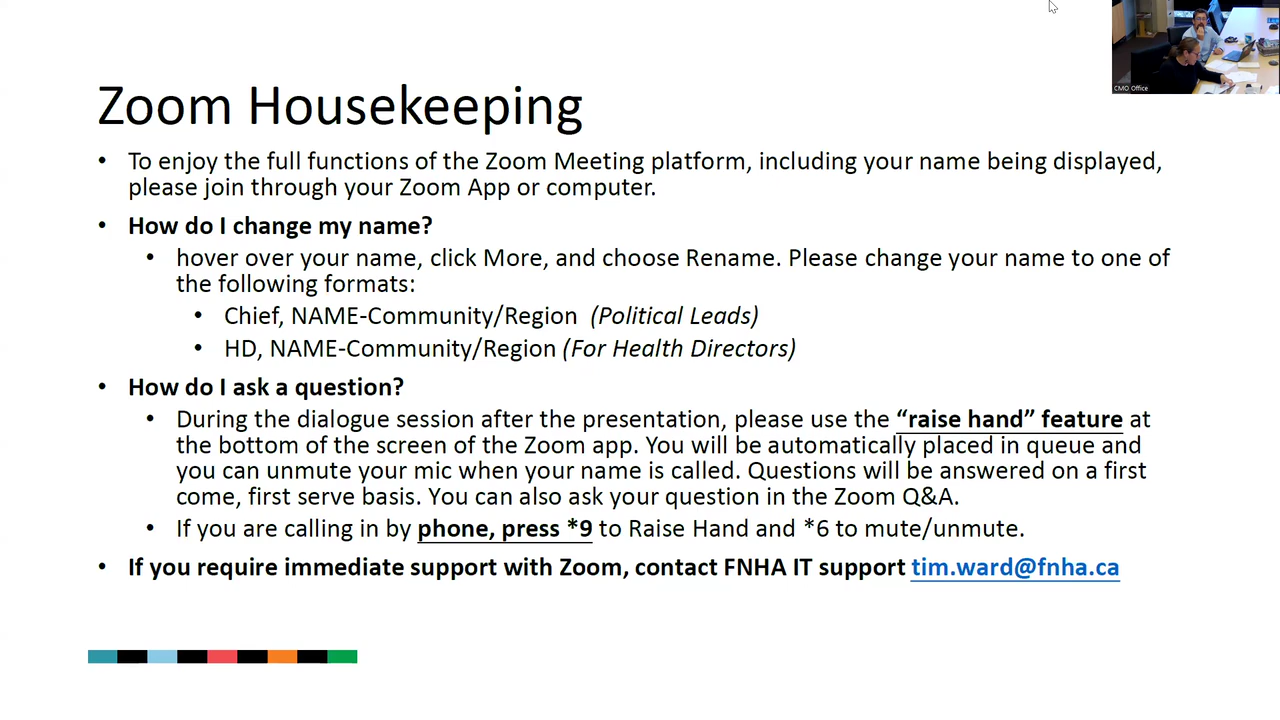 CMO Office
Zoom Housekeeping
• To enjoy the full functions of the Zoom Meeting platform, including your name being displayed,
please join through your Zoom App or computer.
• How do I change my name?
• hover over your name, click More, and choose Rename. Please change your name to one of
the following formats:
• Chief, NAME-Community/Region (Political Leads)
• HD, NAME-Community/Region (For Health Directors)
• How do I ask a question?
• During the dialogue session after the presentation, please use the “raise hand” feature at
the bottom of the screen of the Zoom app. You will be automatically placed in queue and
you can unmute your mic when your name is called. Questions will be answered on a first
come, first serve basis. You can also ask your question in the Zoom Q&A.
• If you are calling in by phone, press *9 to Raise Hand and *6 to mute/unmute.
• If you require immediate support with Zoom, contact FNHA IT support tim.ward@fnha.ca